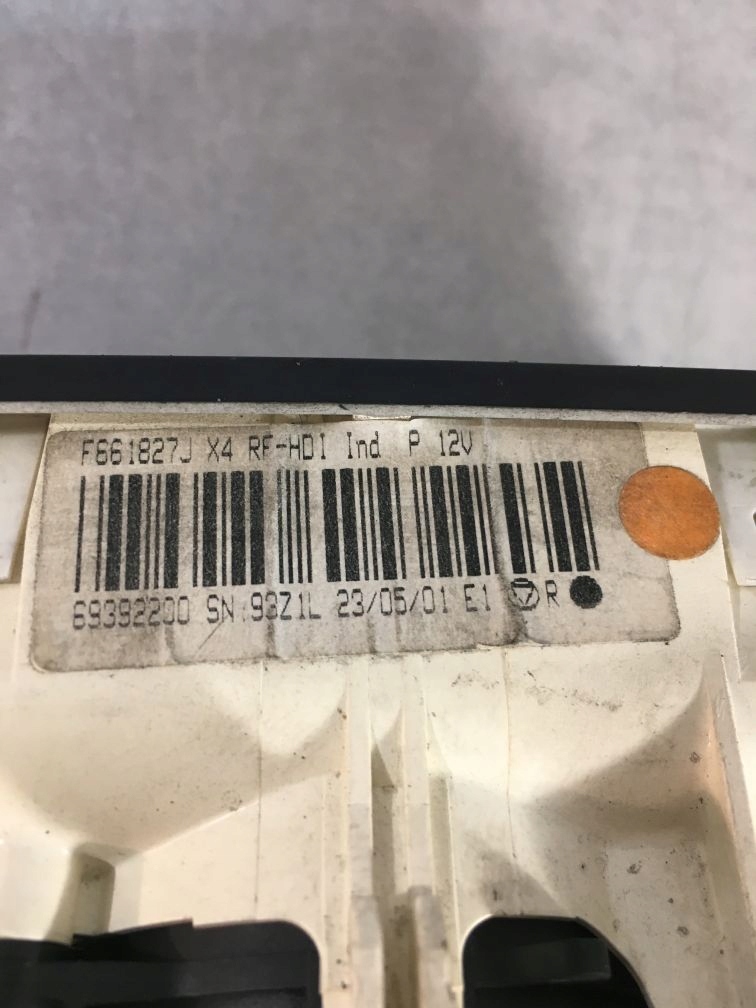 F661827J X4 RF-HDI Ind P 12V
69392200 SN:93Z1L 23/05/01 E1 R